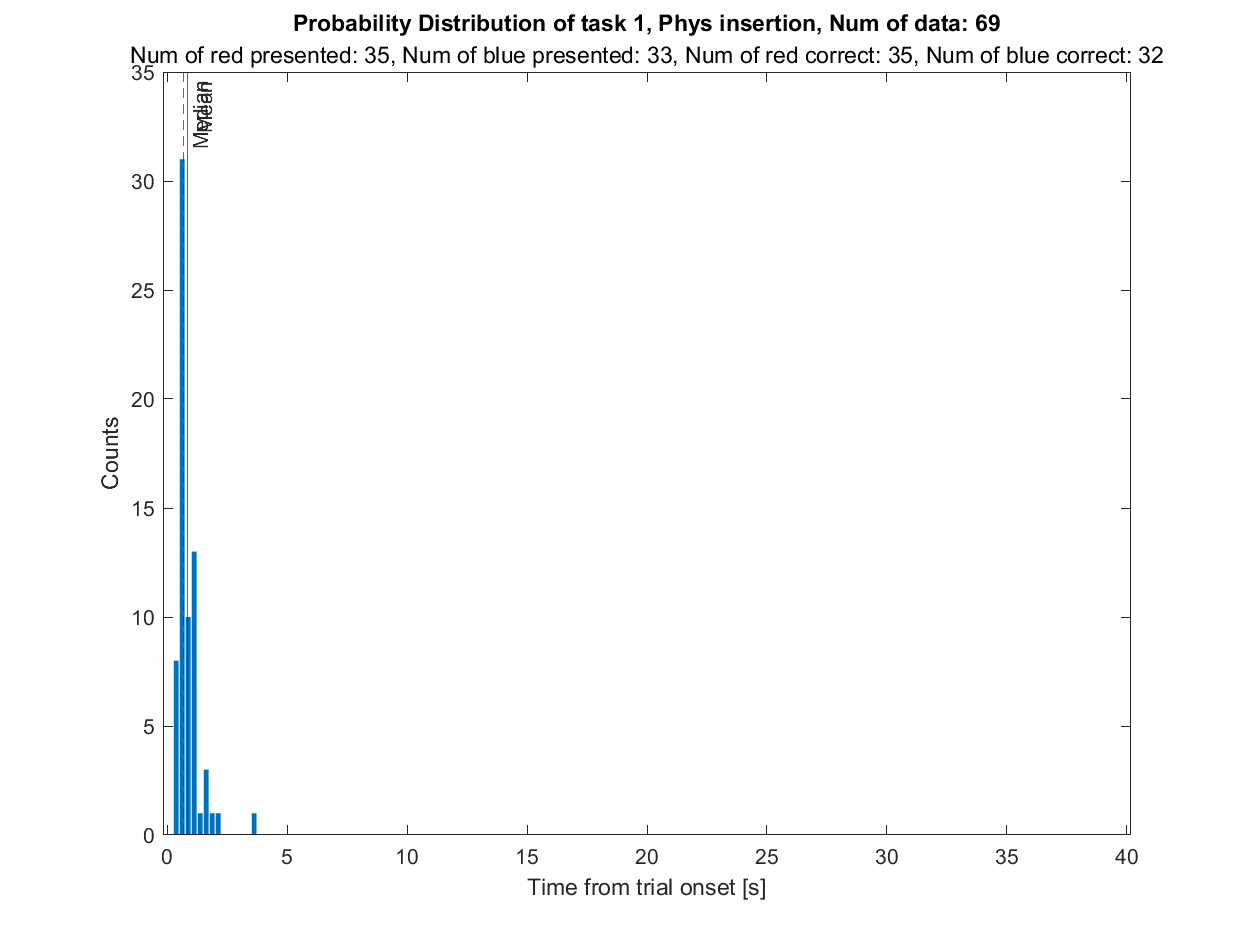 Probability Distribution of task 1, Phys insertion, Num of data: 69
Num of red presented: 35, Num of blue presented: 33, Num of red correct: 35, Num of blue correct: 32
Median
Mean
35
30
25
20
15
10
5
0
Counts
0 5 10 15 20 25 30 35 40
Time from trial onset [s]